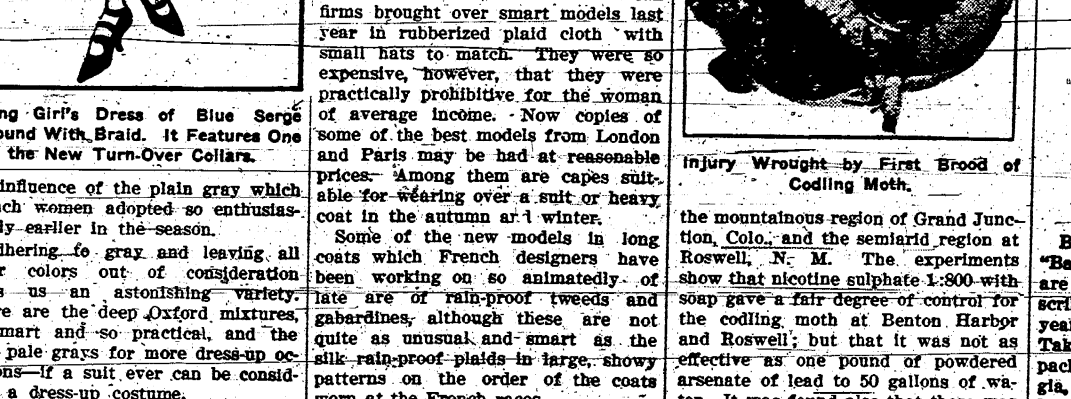 ng Girl's Dress of Blue Serge
ound With Braid. It Features One
the New Turn-Over Collars.
influence of the plain gray which
ch women adopted so enthusias-
ly earlier in the season.
dhering to gray and leaving all
r colors out of consideration
s us an astonishing variety.
re are the deep Oxford mixtures,
mart and so practical, and the
pale grays for more dress-up oc-
ons—if a suit ever can be consid-
a dress-up costume.
firms brought over smart models last
year in rubberized plaid cloth with
small hats to match. They were so
expensive, however, that they were
practically prohibitive for the woman
of average income. Now copies of
some of the best models from London
and Paris may be had at reasonable
prices. Among them are capes suit-
able for wearing over a suit or heavy
coat in the autumn and winter.
Some of the new models in long
coats which French designers have
been working on so animatedly of
late are of rain-proof tweeds and
gabardines, although these are not
quite as unusual and smart as the
silk rain-proof plaids in large, showy
patterns on the order of the coats
worn at the French races
Injury Wrought by First Brood of
Codling Moth.
the mountainous region of Grand Junc-
tion, Colo., and the semiarid region at
Roswell, N. M. The experiments
show that nicotine sulphate 1:800 with
soap gave a fair degree of control for
the codling moth at Benton Harbor
and Roswell; but that it was not as
effective as one pound of powdered
arsenate of lead to 50 gallons of wa-
ter. It was found also that there was
B
"Ba
are
scri
year
Tak
pack
gia,